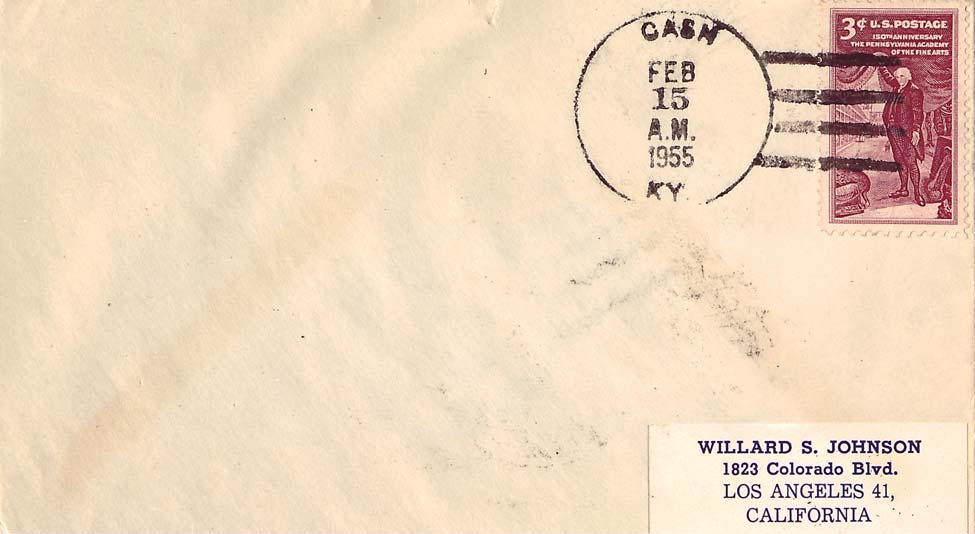 CASH
FEB
15
A.M.
1955
KY.
3¢ U.S. POSTAGE
150TH ANNIVERSARY
THE PENNSYLVANIA ACADEMY
OF THE FINE ARTS
WILLARD S. JOHNSON
1823 Colorado Blvd.
LOS ANGELES 41,
CALIFORNIA